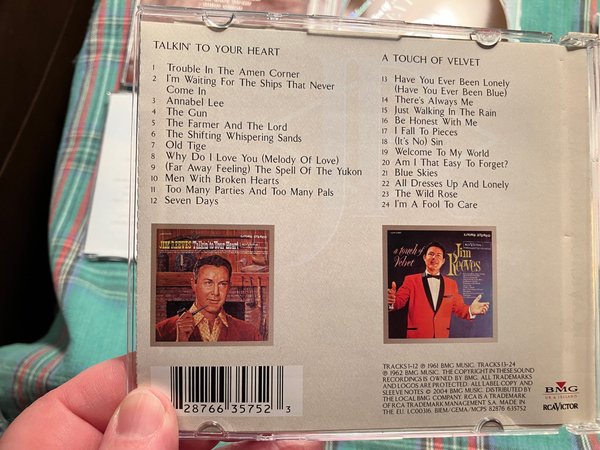 TALKIN' TO YOUR HEART
1 Trouble In The Amen Corner
2 I'm Waiting For The Ships That Never
Come In
3 Annabel Lee
4 The Gun
5 The Farmer And The Lord
6 The Shifting Whispering Sands
7 Old Tige
8 Why Do I Love You (Melody Of Love)
9 (Far Away Feeling) The Spell Of The Yukon
10 Men With Broken Hearts
11 Too Many Parties And Too Many Pals
12 Seven Days
A TOUCH OF VELVET
13 Have You Ever Been Lonely
(Have You Ever Been Blue)
14 There's Always Me
15 Just Walking In The Rain
16 Be Honest With Me
17 I Fall To Pieces
18 (It's No) Sin
19 Welcome To My World
20 Am I That Easy To Forget?
21 Blue Skies
22 All Dresses Up And Lonely
23 The Wild Rose
24 I'm A Fool To Care
JIM REEVES Talkin' to Your Heart
a touch of
Velvet
Jim
Reeves
28766 35752 3
TRACKS 1-12 ℗ 1961 BMG MUSIC. TRACKS 13-24
℗ 1962 BMG MUSIC. THE COPYRIGHT IN THESE SOUND
RECORDINGS IS OWNED BY BMG. ALL TRADEMARKS
AND LOGOS ARE PROTECTED. ALL LABEL COPY AND
SLEEVE NOTES © 2004 BMG MUSIC. DISTRIBUTED BY
THE LOCAL BMG COMPANY. RCA IS A TRADEMARK
OF RCA TRADEMARK MANAGEMENT S.A. MADE IN
THE EU. LC00316. BIEM/GEMA/MCPS 82876 635752
BMG
UK & IRELAND
RCA VICTOR